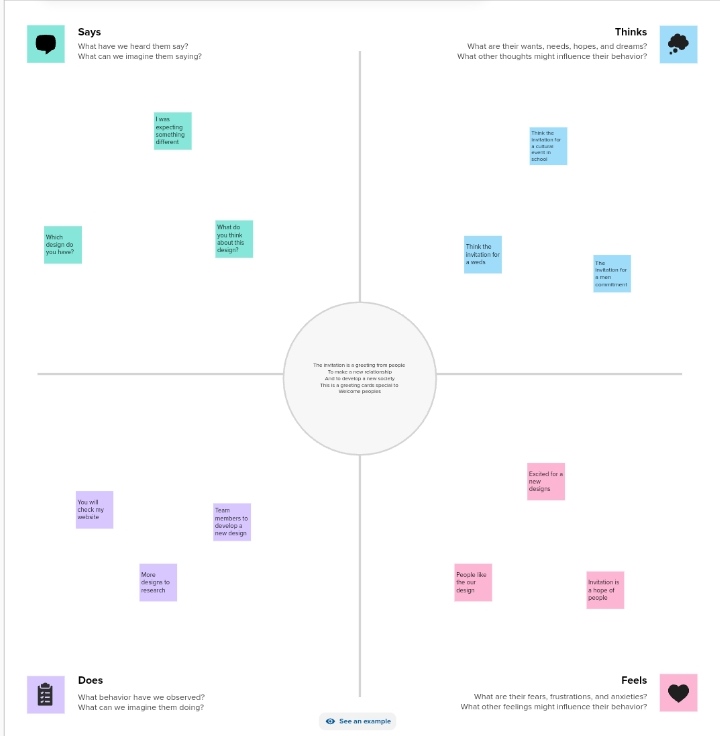 Says
What have we heard them say?
What can we imagine them saying?
Thinks
What are their wants, needs, hopes, and dreams?
What other thoughts might influence their behavior?
I was
expecting
something
different
Which
design do
you have?
What do
you think
about this
design?
Think the
invitation for
a cultural
event in
school
Think the
invitation for
a weds
The
invitation for
a men
commitment
The invitation is a greeting from people
To make a new relationship
And to develop a new society
This is a greeting cards special to
welcome peoples
You will
check my
website
Team
members to
develop a
new design
More
designs to
research
Excited for a
new
designs
People like
the our
design
Invitation is
a hope of
people
Does
What behavior have we observed?
What can we imagine them doing?
Feels
What are their fears, frustrations, and anxieties?
What other feelings might influence their behavior?
See an example